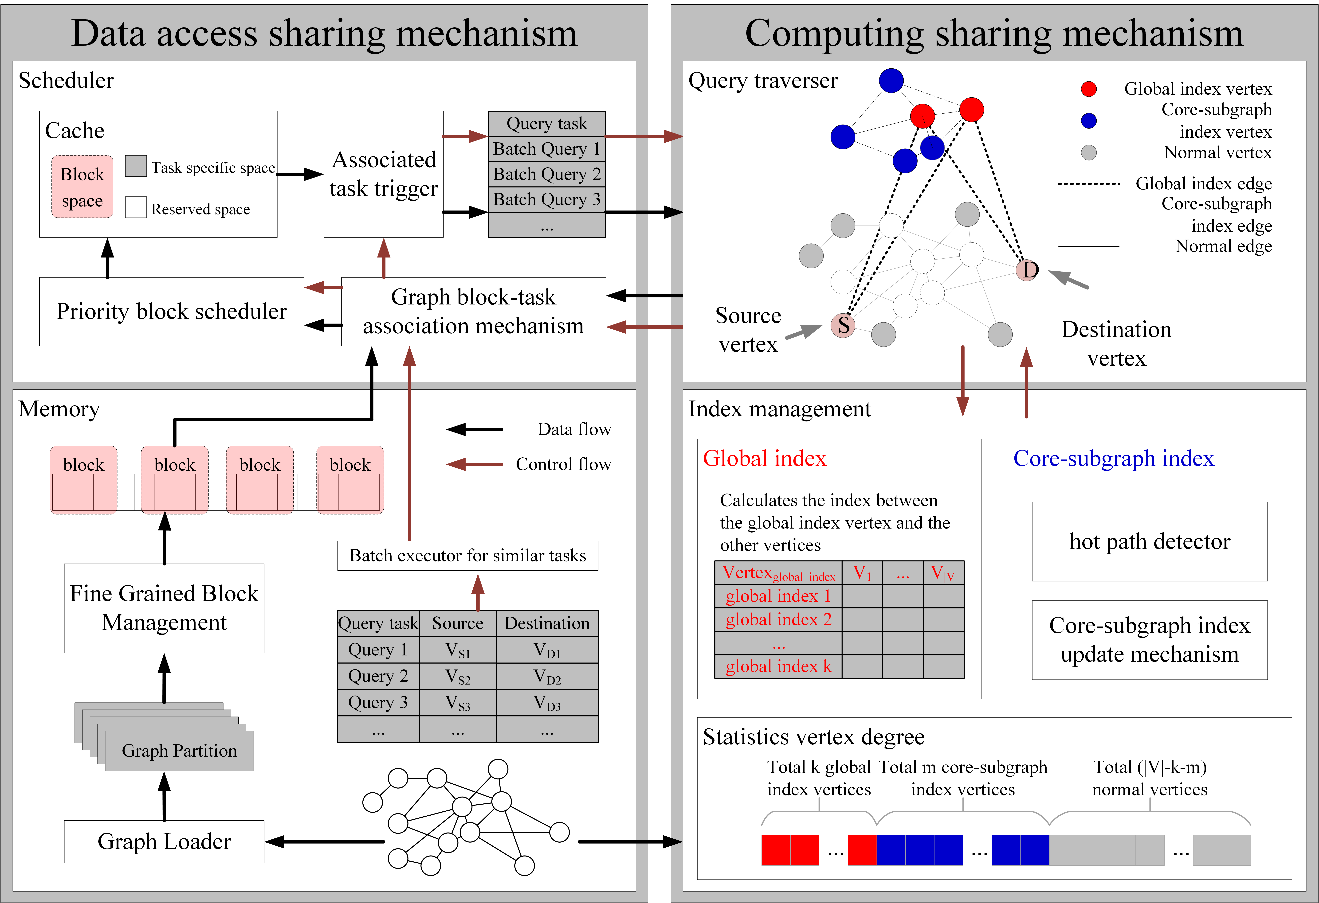 Data access sharing mechanism
Scheduler
Cache
Block
space
Task specific space
Reserved space
Associated
task trigger
Query task
Batch Query 1
Batch Query 2
Batch Query 3
...
Priority block scheduler
Graph block-task
association mechanism
Memory
block
block
block
block
Data flow
Control flow
Batch executor for similar tasks
Fine Grained Block
Management
Query task Source Destination
Query 1 VS1 VD1
Query 2 VS2 VD2
Query 3 VS3 VD3
... ... ...
Graph Partition
Graph Loader
Computing sharing mechanism
Query traverser
Global index vertex
Core-subgraph
index vertex
Normal vertex
Global index edge
Core-subgraph
index edge
Normal edge
D
S
Source
vertex
Destination
vertex
Index management
Global index
Calculates the index between
the global index vertex and the
other vertices
Vertexglobal index V1 ... VV
global index 1
global index 2
...
global index k
Core-subgraph index
hot path detector
Core-subgraph index
update mechanism
Statistics vertex degree
Total k global
index vertices
Total m core-subgraph
index vertices
Total (|V|-k-m)
normal vertices
... ... ...